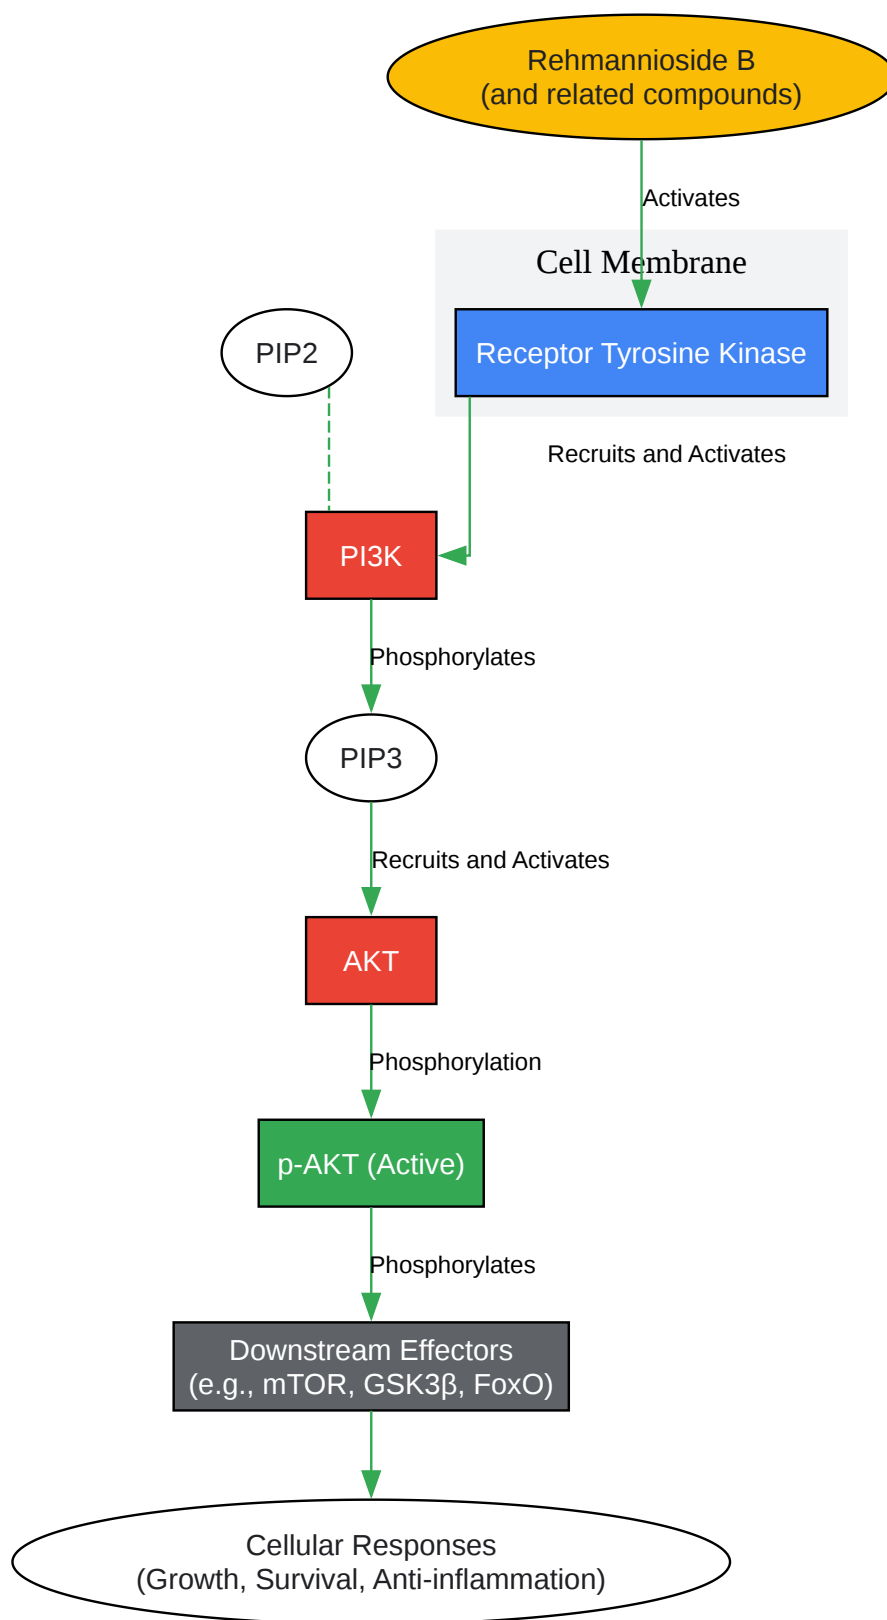 Rehmannioside B
(and related compounds)
Activates
Cell Membrane
Receptor Tyrosine Kinase
PIP2
Recruits and Activates
PI3K
Phosphorylates
PIP3
Recruits and Activates
AKT
Phosphorylation
p-AKT (Active)
Phosphorylates
Downstream Effectors
(e.g., mTOR, GSK3β, FoxO)
Cellular Responses
(Growth, Survival, Anti-inflammation)